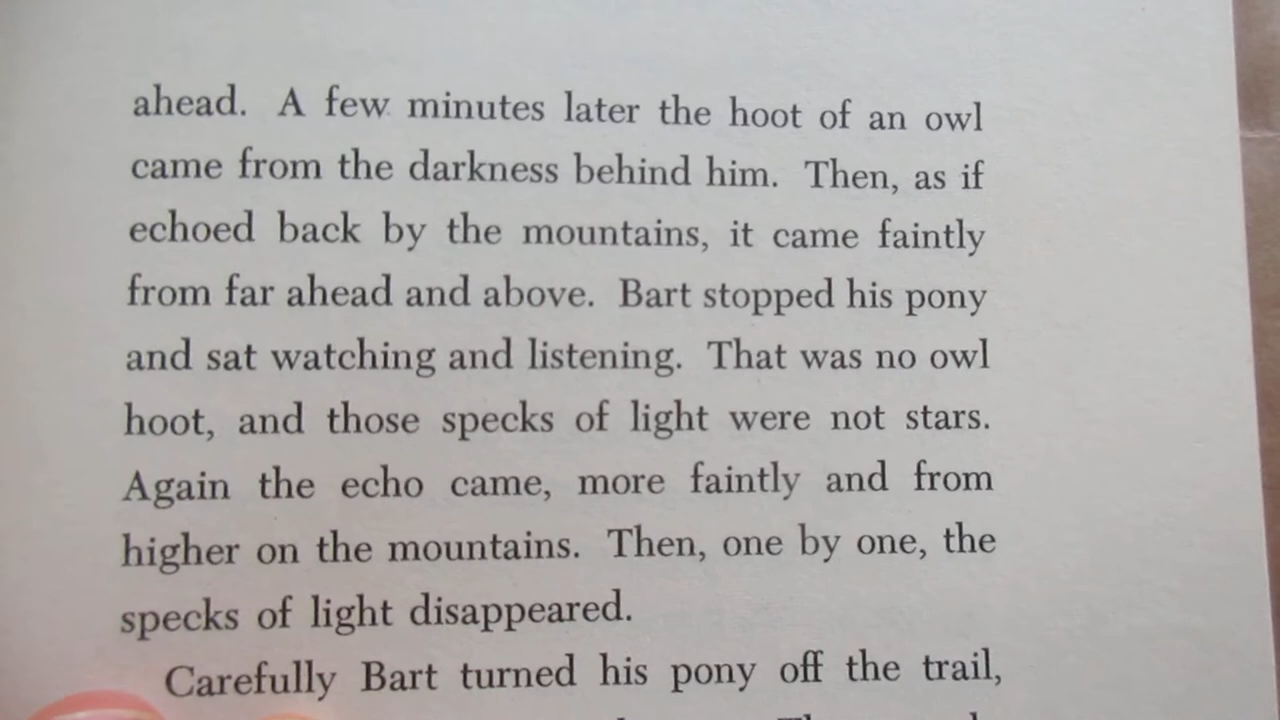 ahead. A few minutes later the hoot of an owl
came from the darkness behind him. Then, as if
echoed back by the mountains, it came faintly
from far ahead and above. Bart stopped his pony
and sat watching and listening. That was no owl
hoot, and those specks of light were not stars.
Again the echo came, more faintly and from
higher on the mountains. Then, one by one, the
specks of light disappeared.
Carefully Bart turned his pony off the trail,